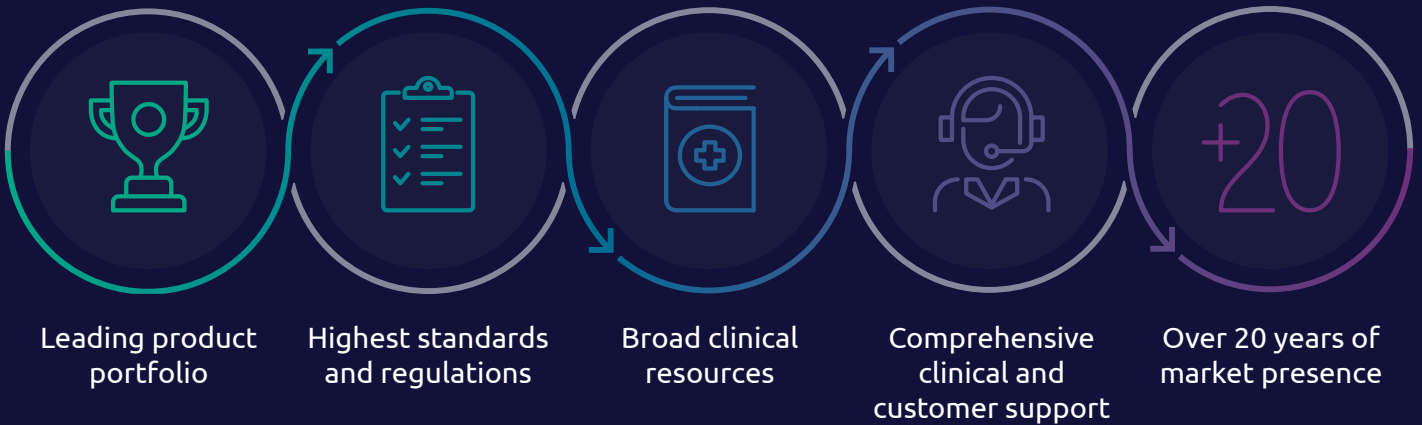 +20
Leading product
portfolio
Highest standards
and regulations
Broad clinical
resources
Comprehensive
clinical and
customer support
Over 20 years of
market presence